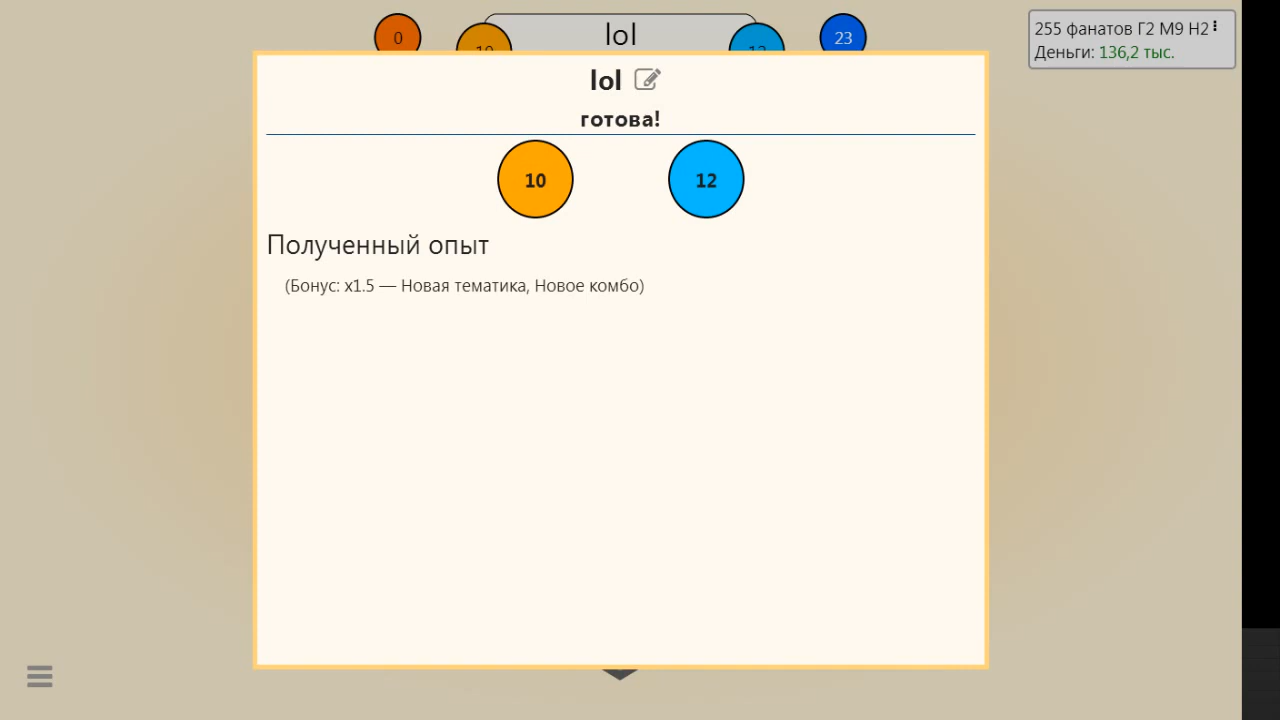 0
lol
23
255 фанатов Г2 М9 Н2
Деньги: 136,2 тыс.
lol
готова!
10
12
Полученный опыт
(Бонус: x1.5 — Новая тематика, Новое комбо)